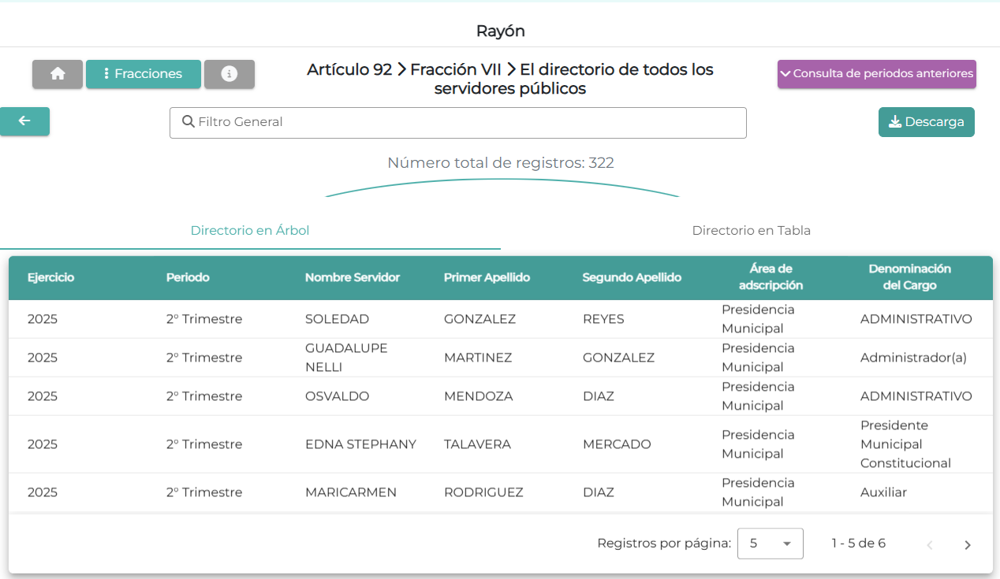 Rayón
Fracciones
Artículo 92 > Fracción VII > El directorio de todos los
servidores públicos
Consulta de periodos anteriores
Filtro General
Descarga
Número total de registros: 322
Directorio en Árbol
Directorio en Tabla
Ejercicio Periodo Nombre Servidor Primer Apellido Segundo Apellido Área de adscripción Denominación del Cargo
2025 2° Trimestre SOLEDAD GONZALEZ REYES Presidencia Municipal ADMINISTRATIVO
2025 2° Trimestre GUADALUPE NELLI MARTINEZ GONZALEZ Presidencia Municipal Administrador(a)
2025 2° Trimestre OSVALDO MENDOZA DIAZ Presidencia Municipal ADMINISTRATIVO
2025 2° Trimestre EDNA STEPHANY TALAVERA MERCADO Presidencia Municipal Presidente Municipal Constitucional
2025 2° Trimestre MARICARMEN RODRIGUEZ DIAZ Presidencia Municipal Auxiliar
Registros por página: 5 1 - 5 de 6